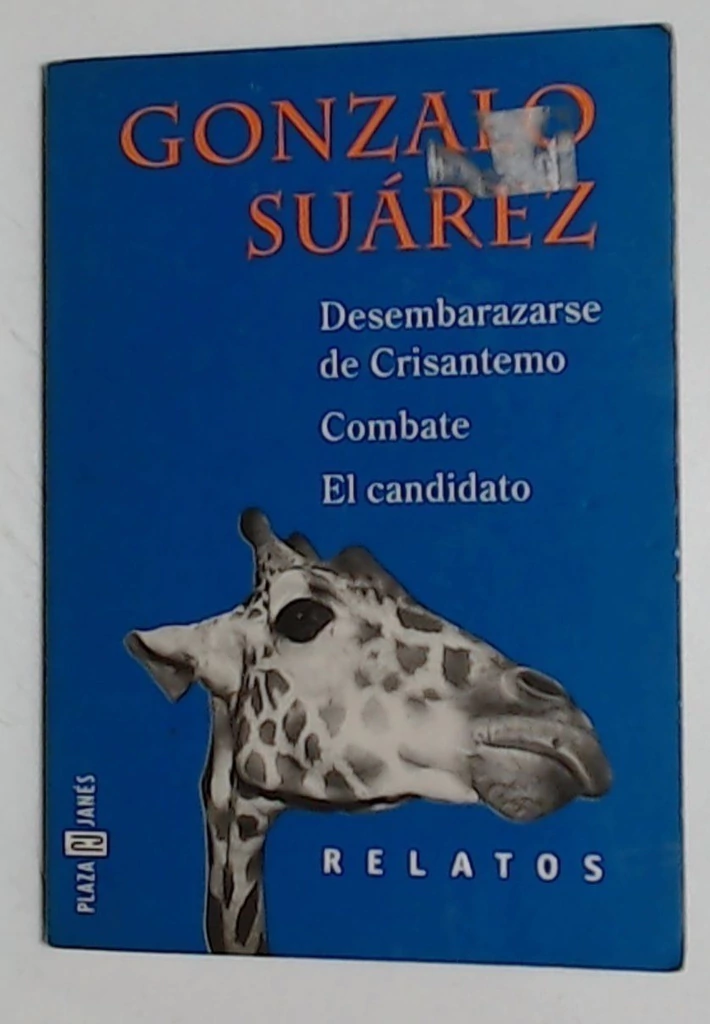 GONZALO
SUÁREZ
Desembarazarse
de Crisantemo
Combate
El candidato
RELATOS
PLAZA JANÉS